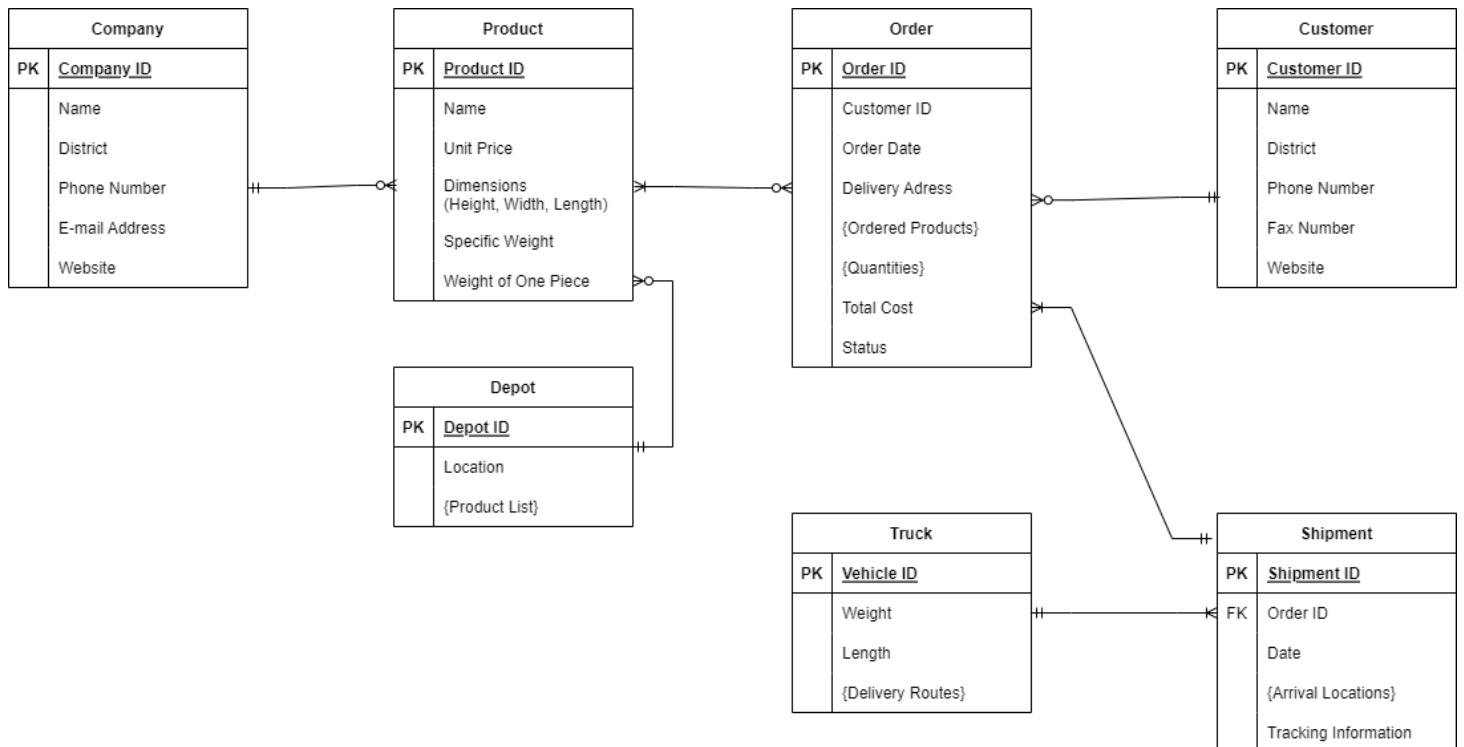 Company
PK Company ID
Name
District
Phone Number
E-mail Address
Website
Product
PK Product ID
Name
Unit Price
Dimensions
(Height, Width, Length)
Specific Weight
Weight of One Piece
Order
PK Order ID
Customer ID
Order Date
Delivery Adress
{Ordered Products}
{Quantities}
Total Cost
Status
Customer
PK Customer ID
Name
District
Phone Number
Fax Number
Website
Depot
PK Depot ID
Location
{Product List}
Truck
PK Vehicle ID
Weight
Length
{Delivery Routes}
Shipment
PK Shipment ID
FK Order ID
Date
{Arrival Locations}
Tracking Information